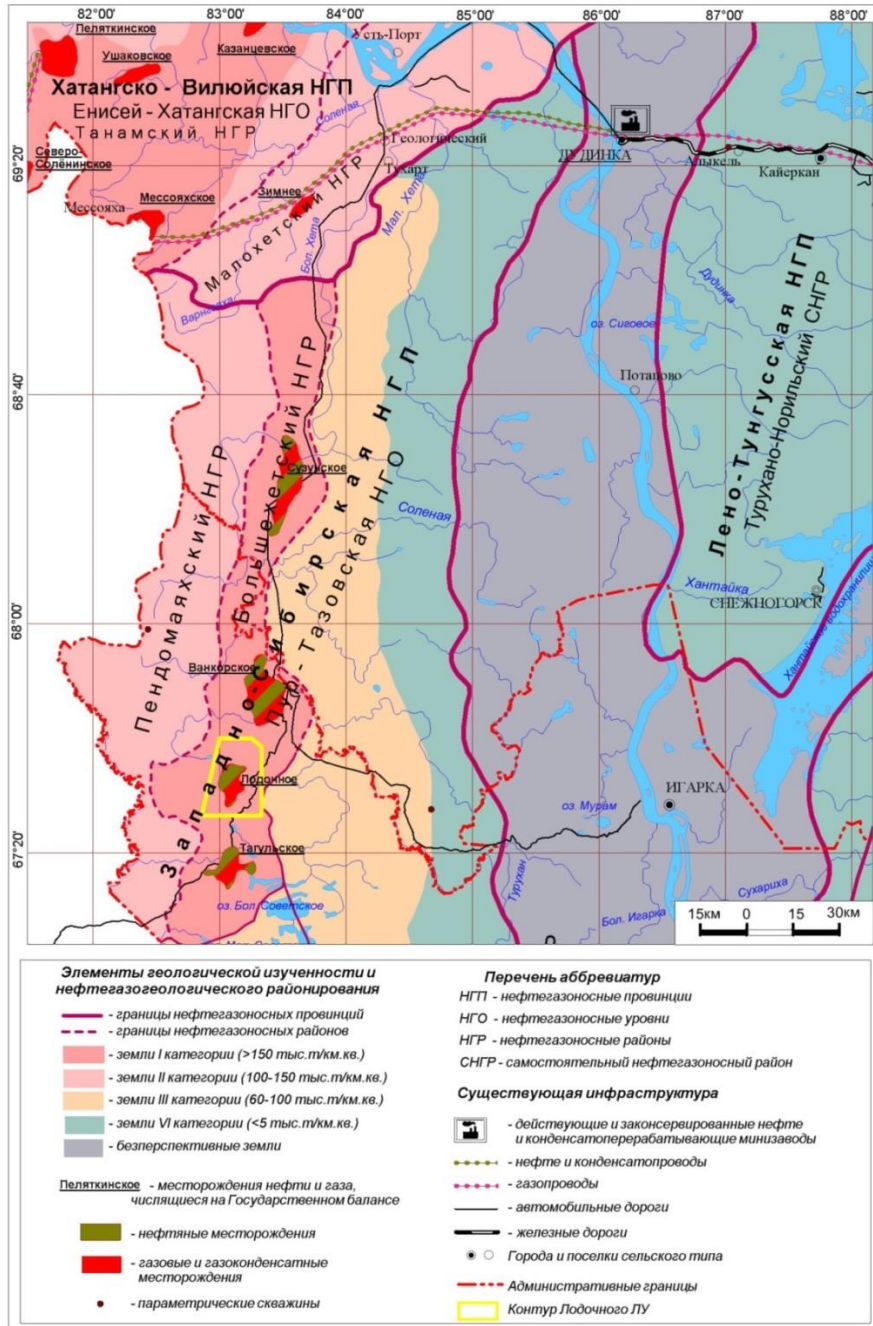 82°00'
83°00'
84°00'
85°00'
86°00'
87°00'
88°00'
Пеляткинское
Ушаковское
Казанцевское
Усть-Порт
Хатангско - Вилюйская НГП
Енисей-Хатангская НГО
Танамский НГР
Соленая
Северо-
Солёнинское
Геологический
Тухарт
ДУДИНКА
Алыкель
Кайеркан
69°20'
Мессояха
Мессояхское
Зимнее
Малохетский НГР
Бол. Хета
Мал. Хета
Варнеяха
Дудинка
оз. Сиговое
Потапово
68°40'
Лено-Тунгусская НГП
Турухано-Норильский СНГР
Пендомаяхский НГР
Большехетский НГР
Западно-Сибирская НГП
Пур-Тазовская НГО
Сузунское
Соленая
Хантайка
СНЕЖНОГОРСК
Хантайское водохранилище
68°00'
Ванкорское
Лодочное
оз. Мурам
ИГАРКА
67°20'
Тагульское
оз. Бол. Советское
Турухан
Бол. Игарка
Сухариха
15км 0 15 30км
Элементы геологической изученности и
нефтегазогеологического районирования
- границы нефтегазоносных провинций
- границы нефтегазоносных районов
- земли I категории (>150 тыс.т/км.кв.)
- земли II категории (100-150 тыс.т/км.кв.)
- земли III категории (60-100 тыс.т/км.кв.)
- земли VI категории (<5 тыс.т/км.кв.)
- безперспективные земли
Пеляткинское - месторождения нефти и газа,
числящиеся на Государственном балансе
- нефтяные месторождения
- газовые и газоконденсатные
месторождения
- параметрические скважины
Перечень аббревиатур
НГП - нефтегазоносные провинции
НГО - нефтегазоносные уровни
НГР - нефтегазоносные районы
СНГР - самостоятельный нефтегазоносный район
Существующая инфраструктура
- действующие и законсервированные нефте
и конденсатоперерабатывающие минизаводы
- нефте и конденсатопроводы
- газопроводы
- автомобильные дороги
- железные дороги
Города и поселки сельского типа
Административные границы
Контур Лодочного ЛУ